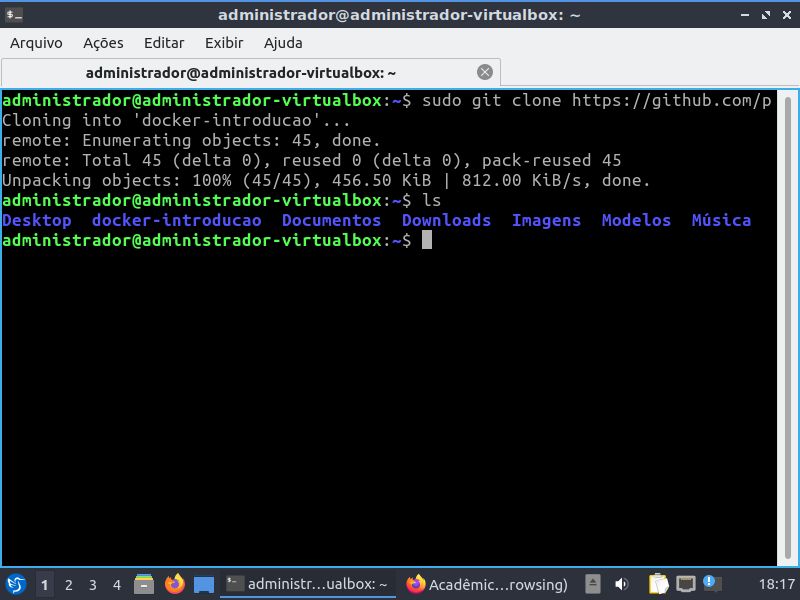 administrador@administrador-virtualbox: ~
Arquivo Ações Editar Exibir Ajuda
administrador@administrador-virtualbox: ~
administrador@administrador-virtualbox:~$ sudo git clone https://github.com/p
Cloning into 'docker-introducao'...
remote: Enumerating objects: 45, done.
remote: Total 45 (delta 0), reused 0 (delta 0), pack-reused 45
Unpacking objects: 100% (45/45), 456.50 KiB | 812.00 KiB/s, done.
administrador@administrador-virtualbox:~$ ls
Desktop docker-introducao Documentos Downloads Imagens Modelos Música
administrador@administrador-virtualbox:~$
1 2 3 4 administr...ualbox: ~ Acadêmic...rowsing) 18:17